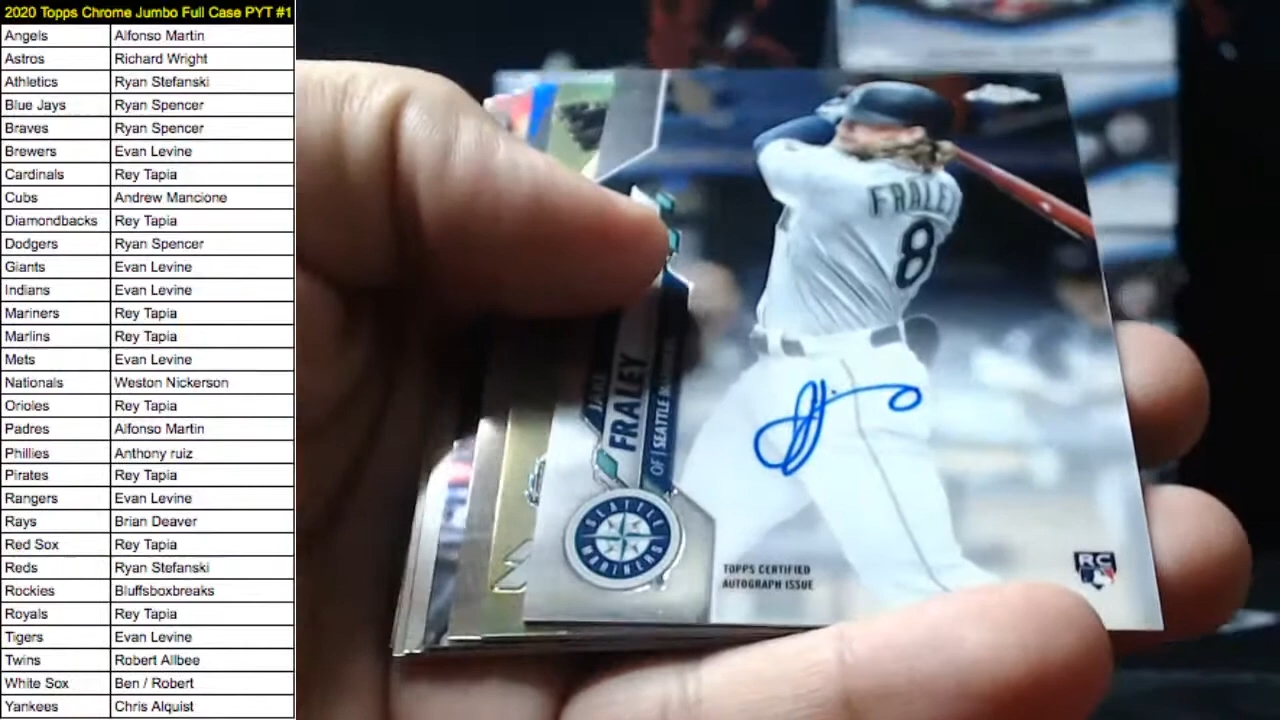 2020 Topps Chrome Jumbo Full Case PYT #1
Angels Alfonso Martin
Astros Richard Wright
Athletics Ryan Stefanski
Blue Jays Ryan Spencer
Braves Ryan Spencer
Brewers Evan Levine
Cardinals Rey Tapia
Cubs Andrew Mancione
Diamondbacks Rey Tapia
Dodgers Ryan Spencer
Giants Evan Levine
Indians Evan Levine
Mariners Rey Tapia
Marlins Rey Tapia
Mets Evan Levine
Nationals Weston Nickerson
Orioles Rey Tapia
Padres Alfonso Martin
Phillies Anthony ruiz
Pirates Rey Tapia
Rangers Evan Levine
Rays Brian Deaver
Red Sox Rey Tapia
Reds Ryan Stefanski
Rockies Bluffsboxbreaks
Royals Rey Tapia
Tigers Evan Levine
Twins Robert Allbee
White Sox Ben / Robert
Yankees Chris Alquist
FRALEY
8
FRALEY
OF | SEATTLE
SEATTLE
MARINERS
TOPPS CERTIFIED
AUTOGRAPH ISSUE
RC